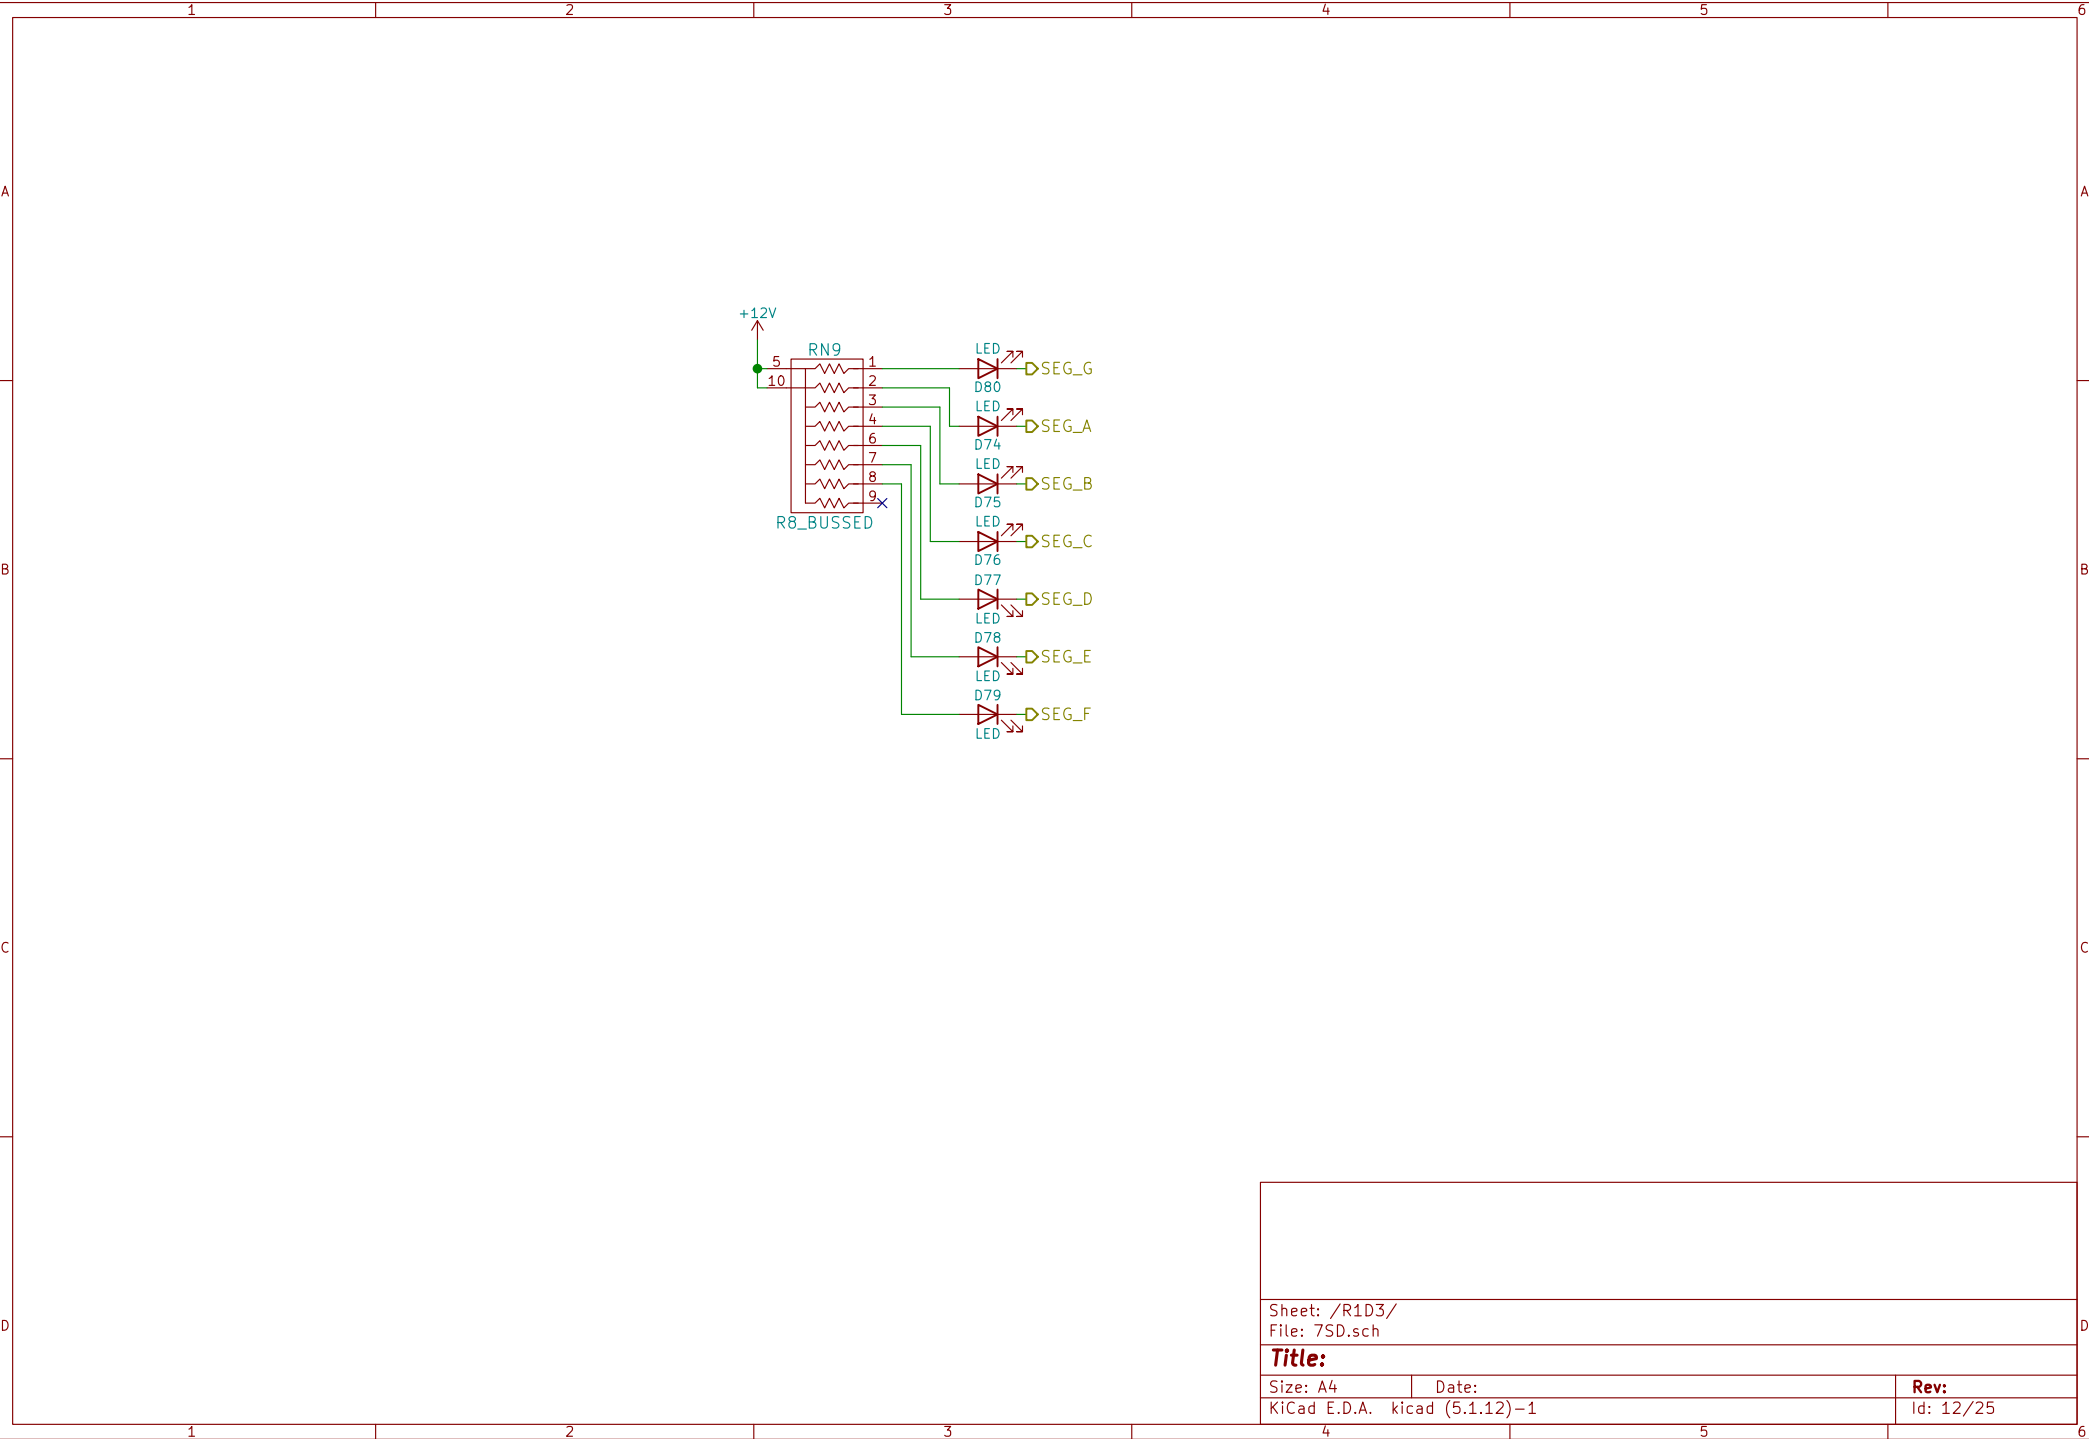 1 2 3 4 5 6
A A
+12V
RN9
5 1
10 2
3
4
6
7
8
9
R8_BUSSED
LED
SEG_G
D80
LED
SEG_A
D74
LED
SEG_B
D75
LED
SEG_C
D76
D77
SEG_D
LED
D78
SEG_E
LED
D79
SEG_F
LED
B B
C C
D D
Sheet: /R1D3/
File: 7SD.sch
Title:
Size: A4 Date: Rev:
KiCad E.D.A. kicad (5.1.12)-1 Id: 12/25
1 2 3 4 5 6